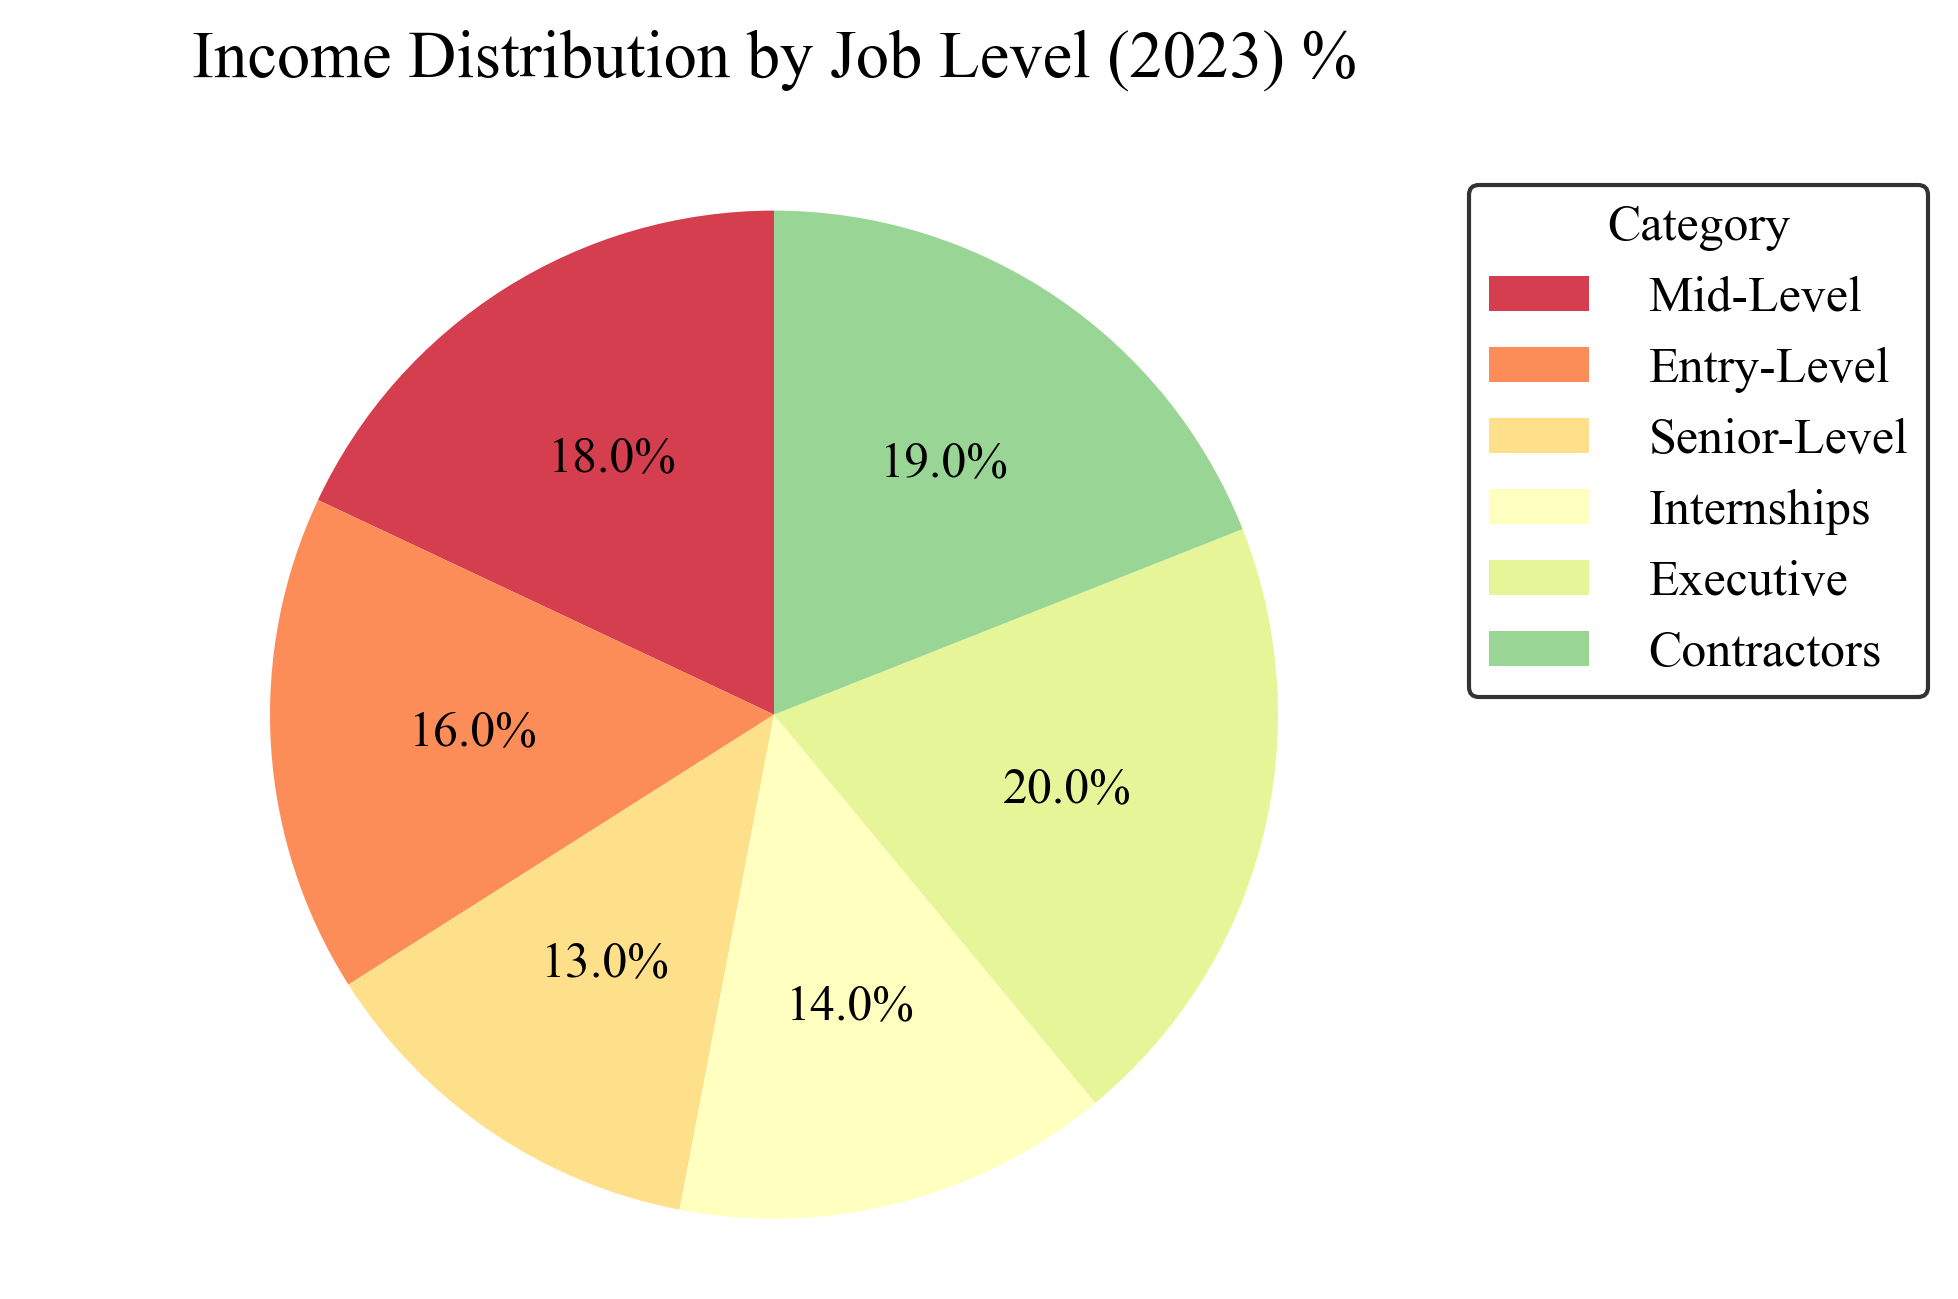 Income Distribution by Job Level (2023) %
Category
Mid-Level
Entry-Level
Senior-Level
Internships
Executive
Contractors
18.0%
19.0%
16.0%
20.0%
13.0%
14.0%